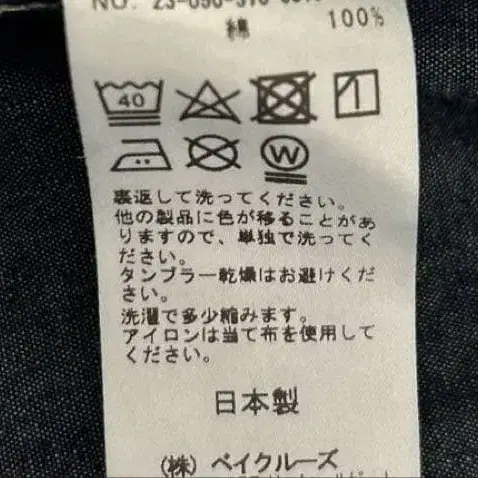 綿 100%
40
W
裏返して洗ってください。
他の製品に色が移ることがあ
りますので、単独で洗ってく
ださい。
タンブラー乾燥はお避けくだ
さい。
洗濯で多少縮みます。
アイロンは当て布を使用して
ください。
日本製
(株) ベイクルーズ